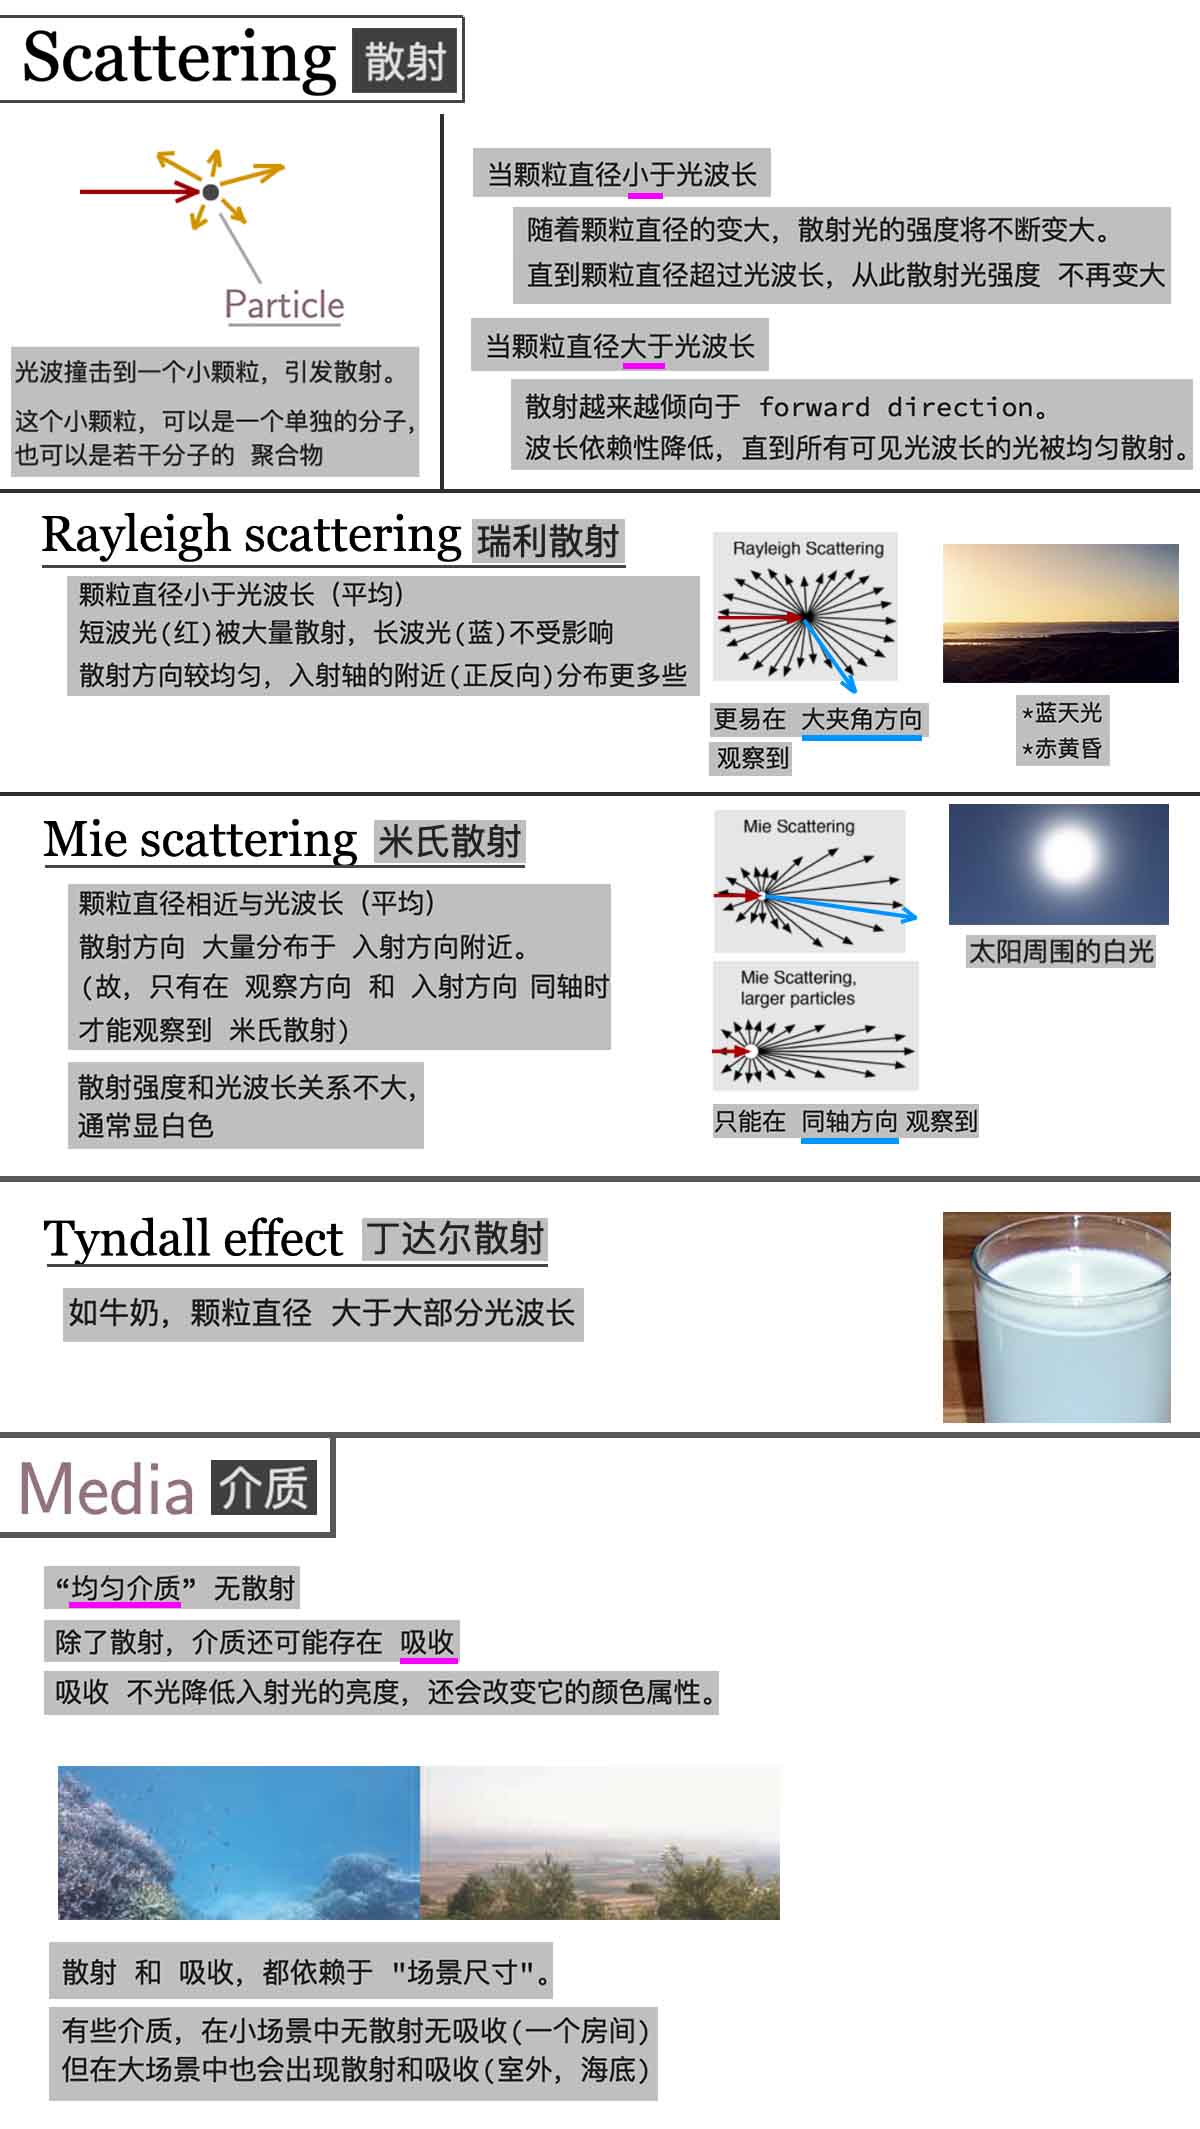 Scattering 散射
Particle
光波撞击到一个小颗粒，引发散射。
这个小颗粒，可以是一个单独的分子，
也可以是若干分子的 聚合物
当颗粒直径小于光波长
随着颗粒直径的变大，散射光的强度将不断变大。
直到颗粒直径超过光波长，从此散射光强度 不再变大
当颗粒直径大于光波长
散射越来越倾向于 forward direction。
波长依赖性降低，直到所有可见光波长的光被均匀散射。
Rayleigh scattering 瑞利散射
颗粒直径小于光波长（平均）
短波光(红)被大量散射，长波光(蓝)不受影响
散射方向较均匀，入射轴的附近(正反向)分布更多些
Rayleigh Scattering
更易在 大夹角方向
观察到
*蓝天光
*赤黄昏
Mie scattering 米氏散射
颗粒直径相近与光波长（平均）
散射方向 大量分布于 入射方向附近。
(故，只有在 观察方向 和 入射方向 同轴时
才能观察到 米氏散射)
散射强度和光波长关系不大，
通常显白色
Mie Scattering
Mie Scattering,
larger particles
只能在 同轴方向 观察到
太阳周围的白光
Tyndall effect 丁达尔散射
如牛奶，颗粒直径 大于大部分光波长
Media 介质
“均匀介质” 无散射
除了散射，介质还可能存在 吸收
吸收 不光降低入射光的亮度，还会改变它的颜色属性。
散射 和 吸收，都依赖于 "场景尺寸"。
有些介质，在小场景中无散射无吸收(一个房间)
但在大场景中也会出现散射和吸收(室外，海底)